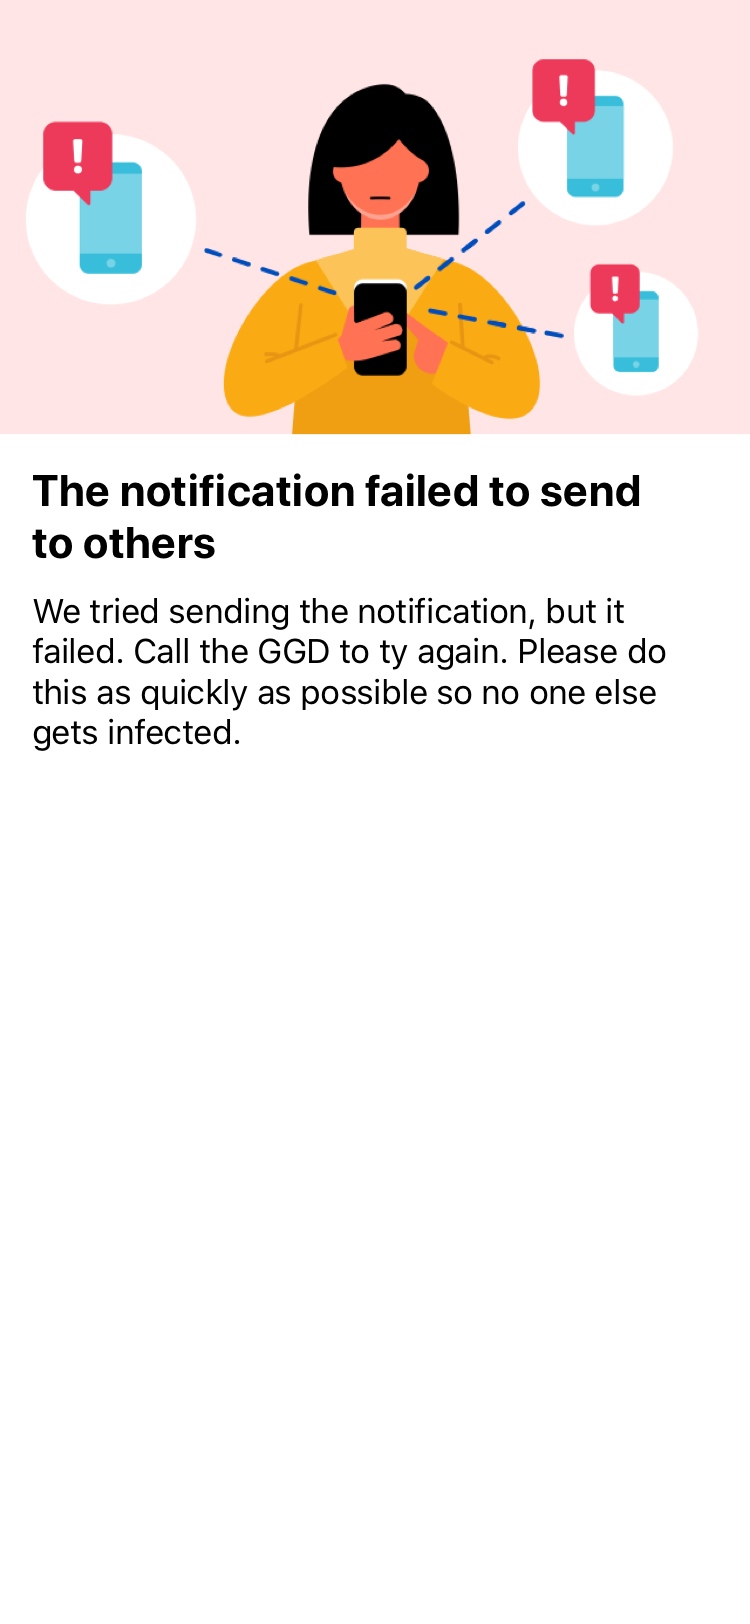 The notification failed to send
to others
We tried sending the notification, but it
failed. Call the GGD to ty again. Please do
this as quickly as possible so no one else
gets infected.